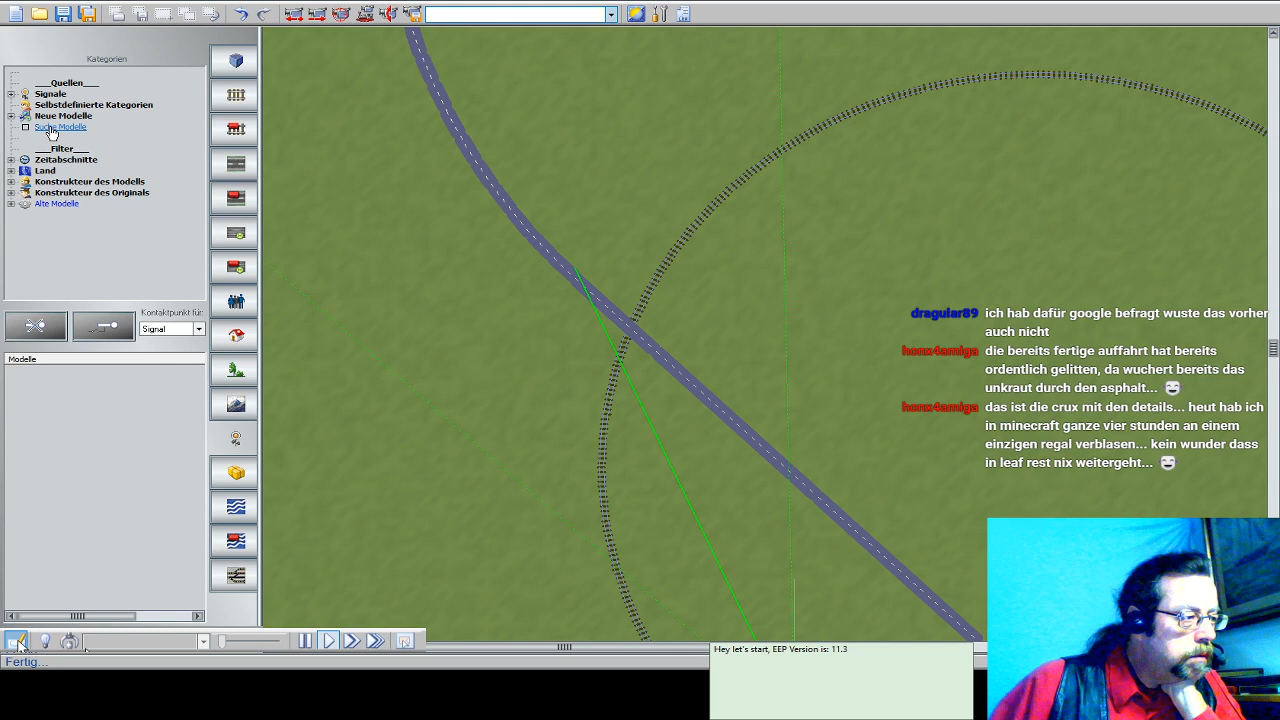 Kategorien
___Quellen___
Signale
Selbstdefinierte Kategorien
Neue Modelle
Suche Modelle
___Filter___
Zeitabschnitte
Land
Konstrukteur des Modells
Konstrukteur des Originals
Alte Modelle
Kontaktpunkt für:
Signal
Modelle
Fertig...
dragular89 ich hab dafür google befragt wuste das vorher
auch nicht
honx4amiga die bereits fertige auffahrt hat bereits
ordentlich gelitten, da wuchert bereits das
unkraut durch den asphalt...
honx4amiga das ist die crux mit den details... heut hab ich
in minecraft ganze vier stunden an einem
einzigen regal verblasen... kein wunder dass
in leaf rest nix weitergeht...
Hey let's start, EEP Version is: 11.3